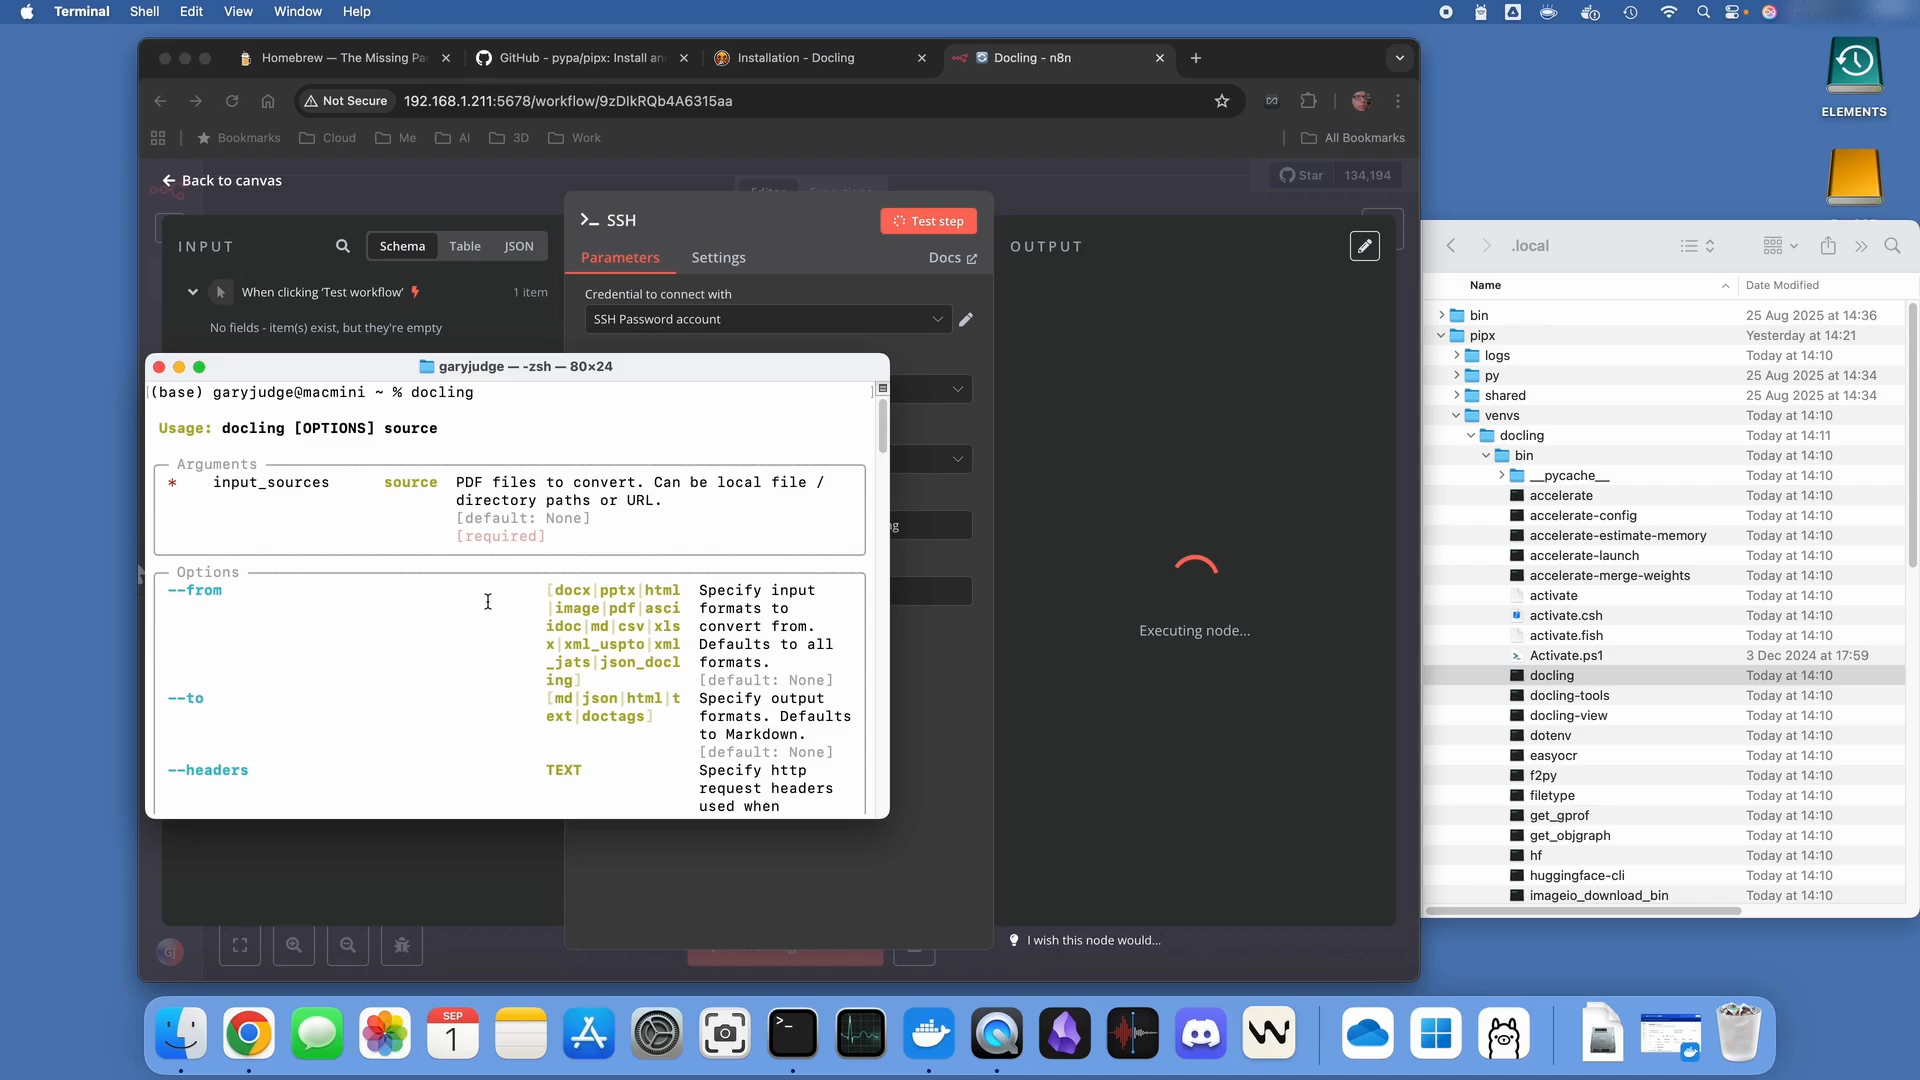 Terminal Shell Edit View Window Help
Homebrew — The Missing Pa
GitHub - pypa/pipx: Install an
Installation - Docling
Docling - n8n
Not Secure 192.168.1.211:5678/workflow/9zDIkRQb4A6315aa
Bookmarks Cloud Me AI 3D Work All Bookmarks
Back to canvas
Star 134,194
INPUT
Schema Table JSON
When clicking ‘Test workflow’ 1 item
No fields - item(s) exist, but they're empty
SSH
Test step
Parameters Settings Docs
Credential to connect with
SSH Password account
OUTPUT
Executing node...
I wish this node would...
GJ
garyjudge — -zsh — 80×24
[(base) garyjudge@macmini ~ % docling ]
Usage: docling [OPTIONS] source
Arguments
* input_sources source PDF files to convert. Can be local file /
directory paths or URL.
[default: None]
[required]
Options
--from [docx|pptx|html Specify input
|image|pdf|asci formats to
idoc|md|csv|xls convert from.
x|xml_uspto|xml Defaults to all
_jats|json_docl formats.
ing] [default: None]
--to [md|json|html|t Specify output
ext|doctags] formats. Defaults
to Markdown.
[default: None]
--headers TEXT Specify http
request headers
used when
ELEMENTS
.local
Name Date Modified
bin 25 Aug 2025 at 14:36
pipx Yesterday at 14:21
logs Today at 14:10
py 25 Aug 2025 at 14:34
shared 25 Aug 2025 at 14:34
venvs Today at 14:10
docling Today at 14:11
bin Today at 14:10
__pycache__ Today at 14:10
accelerate Today at 14:10
accelerate-config Today at 14:10
accelerate-estimate-memory Today at 14:10
accelerate-launch Today at 14:10
accelerate-merge-weights Today at 14:10
activate Today at 14:10
activate.csh Today at 14:10
activate.fish Today at 14:10
Activate.ps1 3 Dec 2024 at 17:59
docling Today at 14:10
docling-tools Today at 14:10
docling-view Today at 14:10
dotenv Today at 14:10
easyocr Today at 14:10
f2py Today at 14:10
filetype Today at 14:10
get_gprof Today at 14:10
get_objgraph Today at 14:10
hf Today at 14:10
huggingface-cli Today at 14:10
imageio_download_bin Today at 14:10
SEP
1